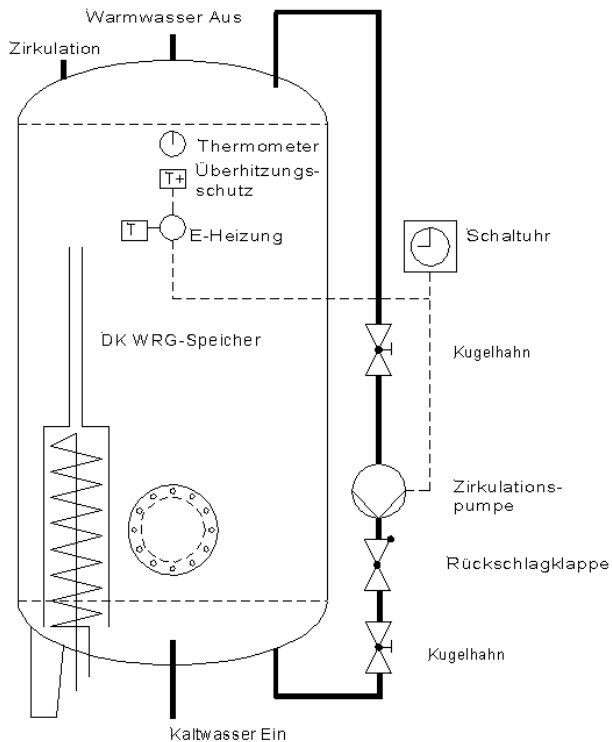 Warmwasser Aus
Zirkulation
Thermometer
T+
Überhitzungs-
schutz
T
E-Heizung
Schaltuhr
DK WRG-Speicher
Kugelhahn
Zirkulations-
pumpe
Rückschlagklappe
Kugelhahn
Kaltwasser Ein